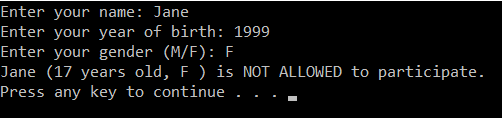 Enter your name: Jane
Enter your year of birth: 1999
Enter your gender (M/F): F
Jane (17 years old, F ) is NOT ALLOWED to participate.
Press any key to continue . . .